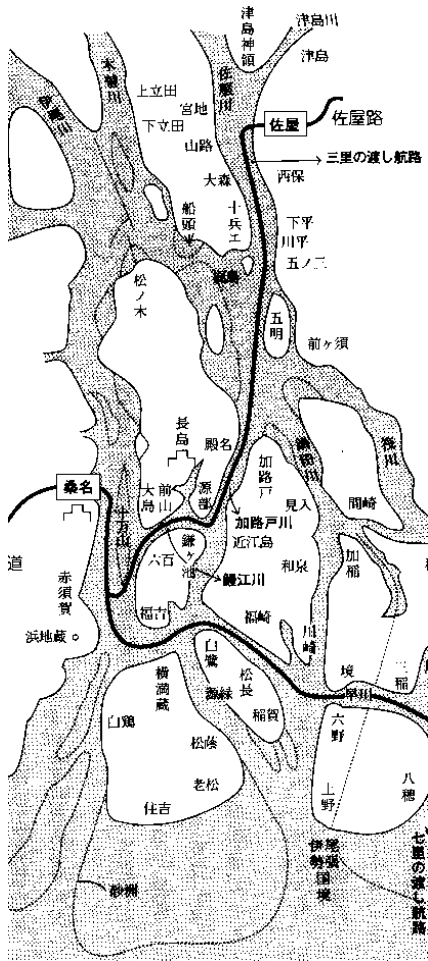 津島神領
津島川
津島
木曽川
佐屋川
上立田
宮地
下立田
山路
大森
佐屋
佐屋路
三里の渡し航路
西保
船頭平
十兵エ
下平
川平
五ノ三
松ノ木
五明
前ヶ須
筏川
長島
殿名
加路戸
見入
間崎
桑名
大島
前山
源部
十万山
加路戸川
近江島
鎌ヶ池
六百
和泉
加稲
鰻江川
道
赤須賀
浜地蔵
福吉
福崎
川崎
白鷺
松長
稲賀
境
三稲
早川
横満蔵
白鶏
松蔭
老松
住吉
六野
上野
八穂
尾張
伊勢国境
七里の渡し航路
砂洲